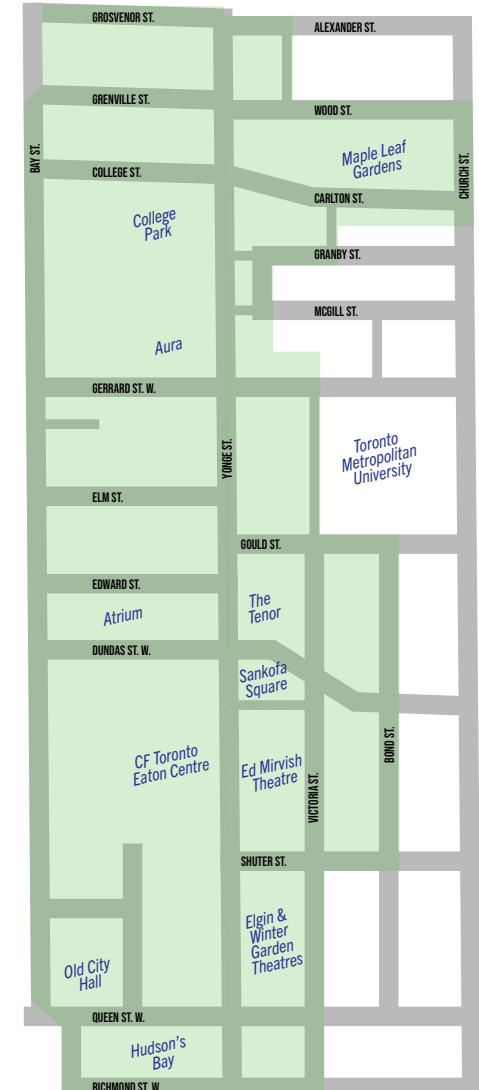 GROSVENOR ST.
ALEXANDER ST.
GRENVILLE ST.
WOOD ST.
BAY ST.
Maple Leaf
Gardens
CHURCH ST.
COLLEGE ST.
CARLTON ST.
College
Park
GRANBY ST.
MCGILL ST.
Aura
GERRARD ST. W.
YONGE ST.
Toronto
Metropolitan
University
ELM ST.
GOULD ST.
EDWARD ST.
Atrium
The
Tenor
DUNDAS ST. W.
Sankofa
Square
BOND ST.
CF Toronto
Eaton Centre
Ed Mirvish
Theatre
VICTORIA ST.
SHUTER ST.
Elgin &
Winter
Garden
Theatres
Old City
Hall
QUEEN ST. W.
Hudson's
Bay
RICHMOND ST. W.